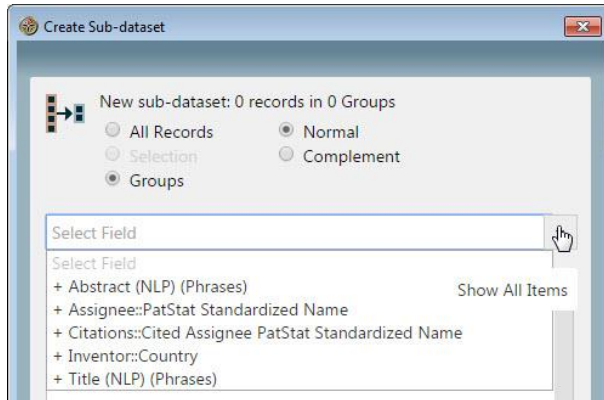 Create Sub-dataset
New sub-dataset: 0 records in 0 Groups
All Records
Normal
Selection
Complement
Groups
Select Field
Select Field
+ Abstract (NLP) (Phrases)
Show All Items
+ Assignee::PatStat Standardized Name
+ Citations::Cited Assignee PatStat Standardized Name
+ Inventor::Country
+ Title (NLP) (Phrases)